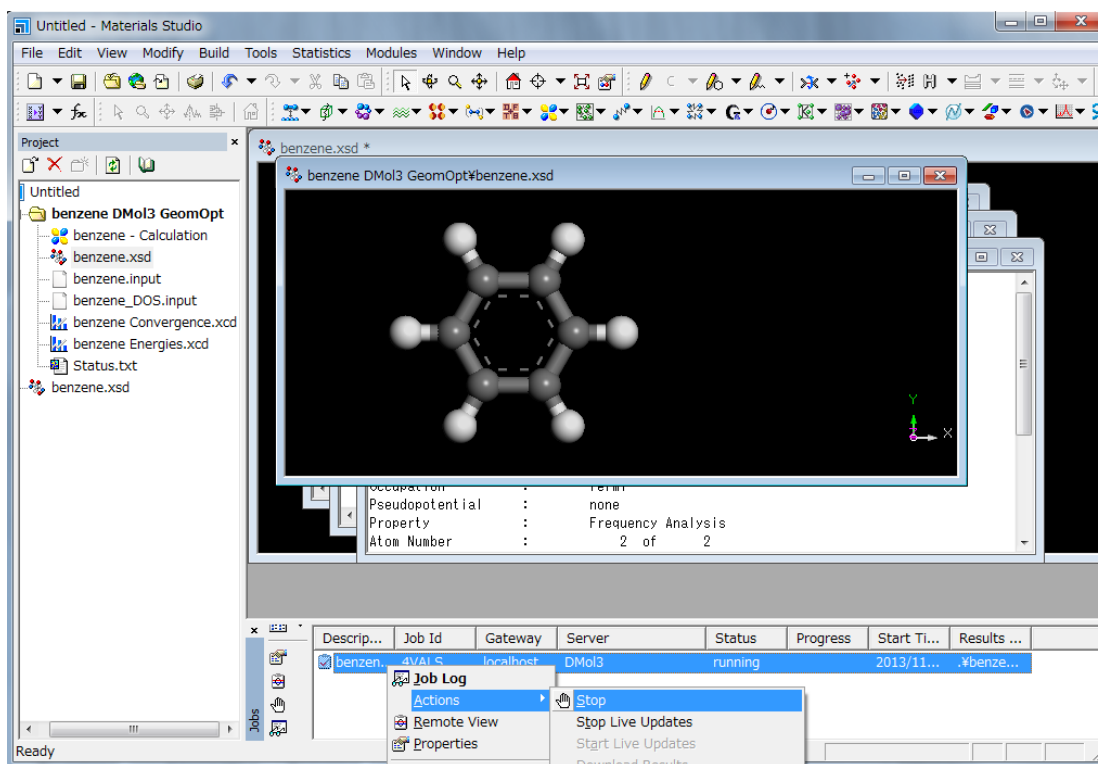 Untitled - Materials Studio
File Edit View Modify Build Tools Statistics Modules Window Help
Project
Untitled
benzene DMol3 GeomOpt
benzene - Calculation
benzene.xsd
benzene.input
benzene_DOS.input
benzene Convergence.xcd
benzene Energies.xcd
Status.txt
benzene.xsd
benzene.xsd *
benzene DMol3 GeomOpt¥benzene.xsd
Y
X
Pseudopotential : none
Property : Frequency Analysis
Atom Number : 2 of 2
Jobs
Descrip... Job Id Gateway Server Status Progress Start Ti... Results ...
benzen... 4VALS localhost DMol3 running 2013/11... .¥benze...
Job Log
Actions
Remote View
Properties
Stop
Stop Live Updates
Start Live Updates
Download Results
Ready